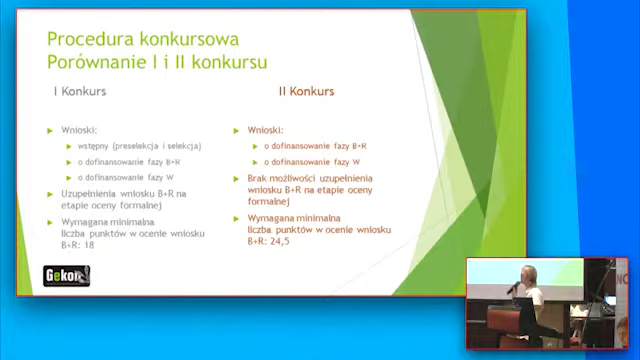 Procedura konkursowa
Porównanie I i II konkursu
I Konkurs
Wnioski:
wstępny (preselekcja i selekcja)
o dofinansowanie fazy B+R
o dofinansowanie fazy W
Uzupełnienia wniosku B+R na
etapie oceny formalnej
Wymagana minimalna
liczba punktów w ocenie wniosku
B+R: 18
II Konkurs
Wnioski:
o dofinansowanie fazy B+R
o dofinansowanie fazy W
Brak możliwości uzupełnienia
wniosku B+R na etapie oceny
formalnej
Wymagana minimalna
liczba punktów w ocenie wniosku
B+R: 24,5
Gekon